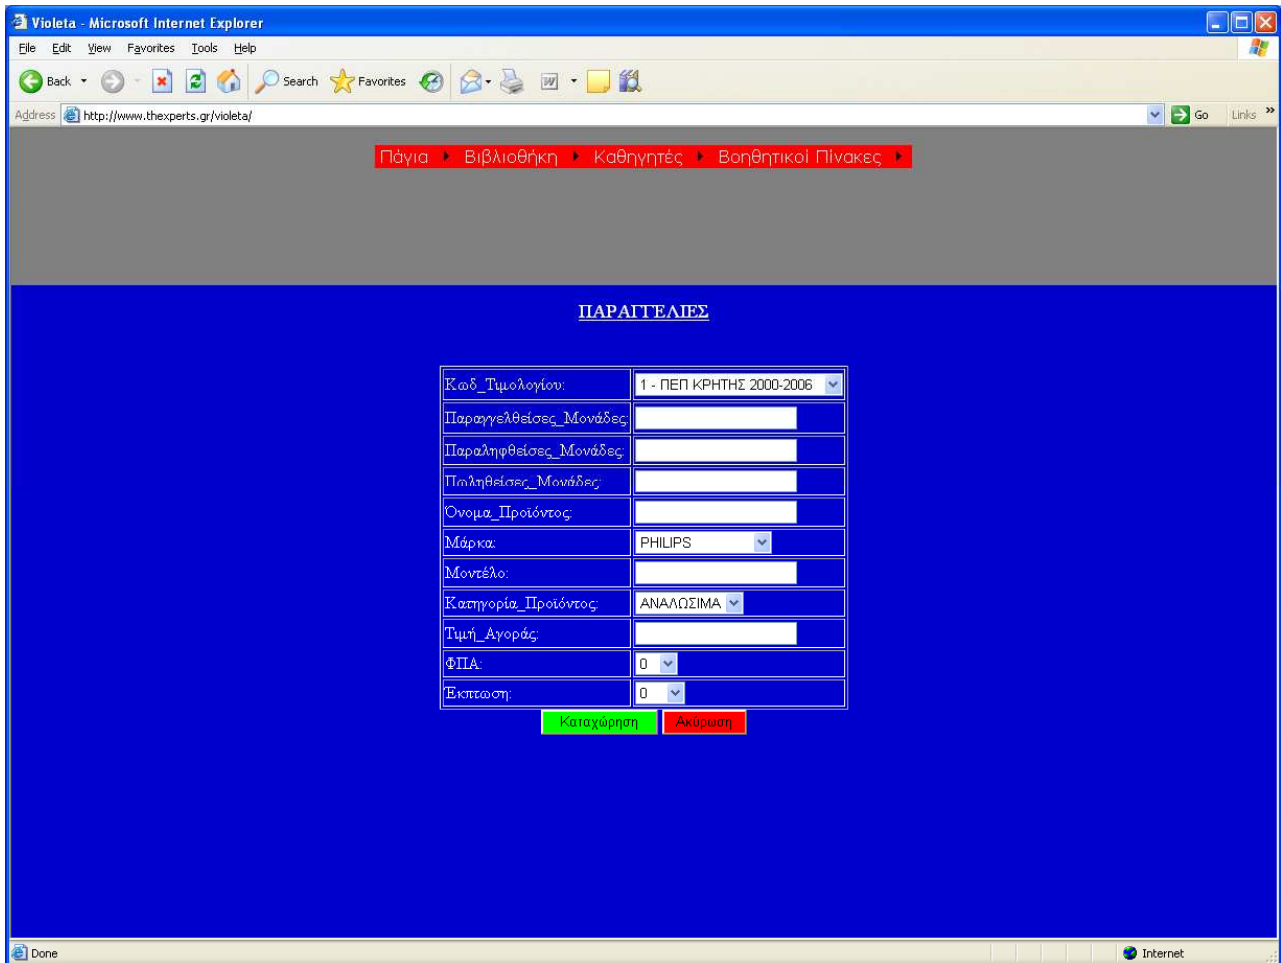 Violeta - Microsoft Internet Explorer
File Edit View Favorites Tools Help
Back Search Favorites
Address http://www.thexperts.gr/violeta/ Go Links »
Πάγια Βιβλιοθήκη Καθηγητές Βοηθητικοί Πίνακες
ΠΑΡΑΓΓΕΛΙΕΣ
Κωδ_Τιμολογίου: 1 - ΠΕΠ ΚΡΗΤΗΣ 2000-2006
Παραγγελθείσες_Μονάδες:
Παραληφθείσες_Μονάδες:
Πωληθείσες_Μονάδες:
Όνομα_Προϊόντος:
Μάρκα: PHILIPS
Μοντέλο:
Κατηγορία_Προϊόντος: ΑΝΑΛΩΣΙΜΑ
Τιμή_Αγοράς:
ΦΠΑ: 0
Έκπτωση: 0
Καταχώρηση Ακύρωση
Done Internet